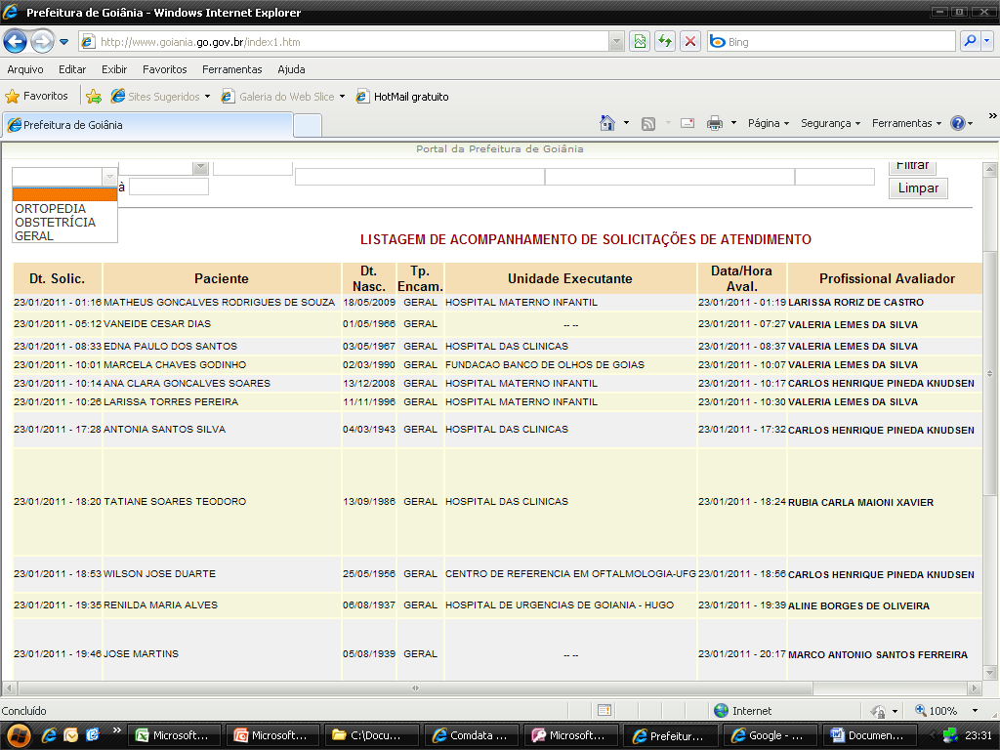 Prefeitura de Goiânia - Windows Internet Explorer
http://www.goiania.go.gov.br/index1.htm
Bing
Arquivo Editar Exibir Favoritos Ferramentas Ajuda
Favoritos Sites Sugeridos Galeria do Web Slice HotMail gratuito
Prefeitura de Goiânia Página Segurança Ferramentas
Portal da Prefeitura de Goiânia
Filtrar
à
Limpar
ORTOPEDIA
OBSTETRÍCIA
GERAL
LISTAGEM DE ACOMPANHAMENTO DE SOLICITAÇÕES DE ATENDIMENTO
Dt. Solic. Paciente Dt. Nasc. Tp. Encam. Unidade Executante Data/Hora Aval. Profissional Avaliador
23/01/2011 - 01:16 MATHEUS GONCALVES RODRIGUES DE SOUZA 18/05/2009 GERAL HOSPITAL MATERNO INFANTIL 23/01/2011 - 01:19 LARISSA RORIZ DE CASTRO
23/01/2011 - 05:12 VANEIDE CESAR DIAS 01/05/1966 GERAL -- -- 23/01/2011 - 07:27 VALERIA LEMES DA SILVA
23/01/2011 - 08:33 EDNA PAULO DOS SANTOS 03/05/1967 GERAL HOSPITAL DAS CLINICAS 23/01/2011 - 08:37 VALERIA LEMES DA SILVA
23/01/2011 - 10:01 MARCELA CHAVES GODINHO 02/03/1990 GERAL FUNDACAO BANCO DE OLHOS DE GOIAS 23/01/2011 - 10:07 VALERIA LEMES DA SILVA
23/01/2011 - 10:14 ANA CLARA GONCALVES SOARES 13/12/2008 GERAL HOSPITAL MATERNO INFANTIL 23/01/2011 - 10:17 CARLOS HENRIQUE PINEDA KNUDSEN
23/01/2011 - 10:26 LARISSA TORRES PEREIRA 11/11/1996 GERAL HOSPITAL MATERNO INFANTIL 23/01/2011 - 10:30 VALERIA LEMES DA SILVA
23/01/2011 - 17:28 ANTONIA SANTOS SILVA 04/03/1943 GERAL HOSPITAL DAS CLINICAS 23/01/2011 - 17:32 CARLOS HENRIQUE PINEDA KNUDSEN
23/01/2011 - 18:20 TATIANE SOARES TEODORO 13/09/1986 GERAL HOSPITAL DAS CLINICAS 23/01/2011 - 18:24 RUBIA CARLA MAIONI XAVIER
23/01/2011 - 18:53 WILSON JOSE DUARTE 25/05/1956 GERAL CENTRO DE REFERENCIA EM OFTALMOLOGIA-UFG 23/01/2011 - 18:56 CARLOS HENRIQUE PINEDA KNUDSEN
23/01/2011 - 19:35 RENILDA MARIA ALVES 06/08/1937 GERAL HOSPITAL DE URGENCIAS DE GOIANIA - HUGO 23/01/2011 - 19:39 ALINE BORGES DE OLIVEIRA
23/01/2011 - 19:46 JOSE MARTINS 05/08/1939 GERAL -- -- 23/01/2011 - 20:17 MARCO ANTONIO SANTOS FERREIRA
Concluído Internet 100%
Microsoft... Microsoft... C:\Docu... Comdata ... Microsoft... Prefeitur... Google - ... Documen... 23:31